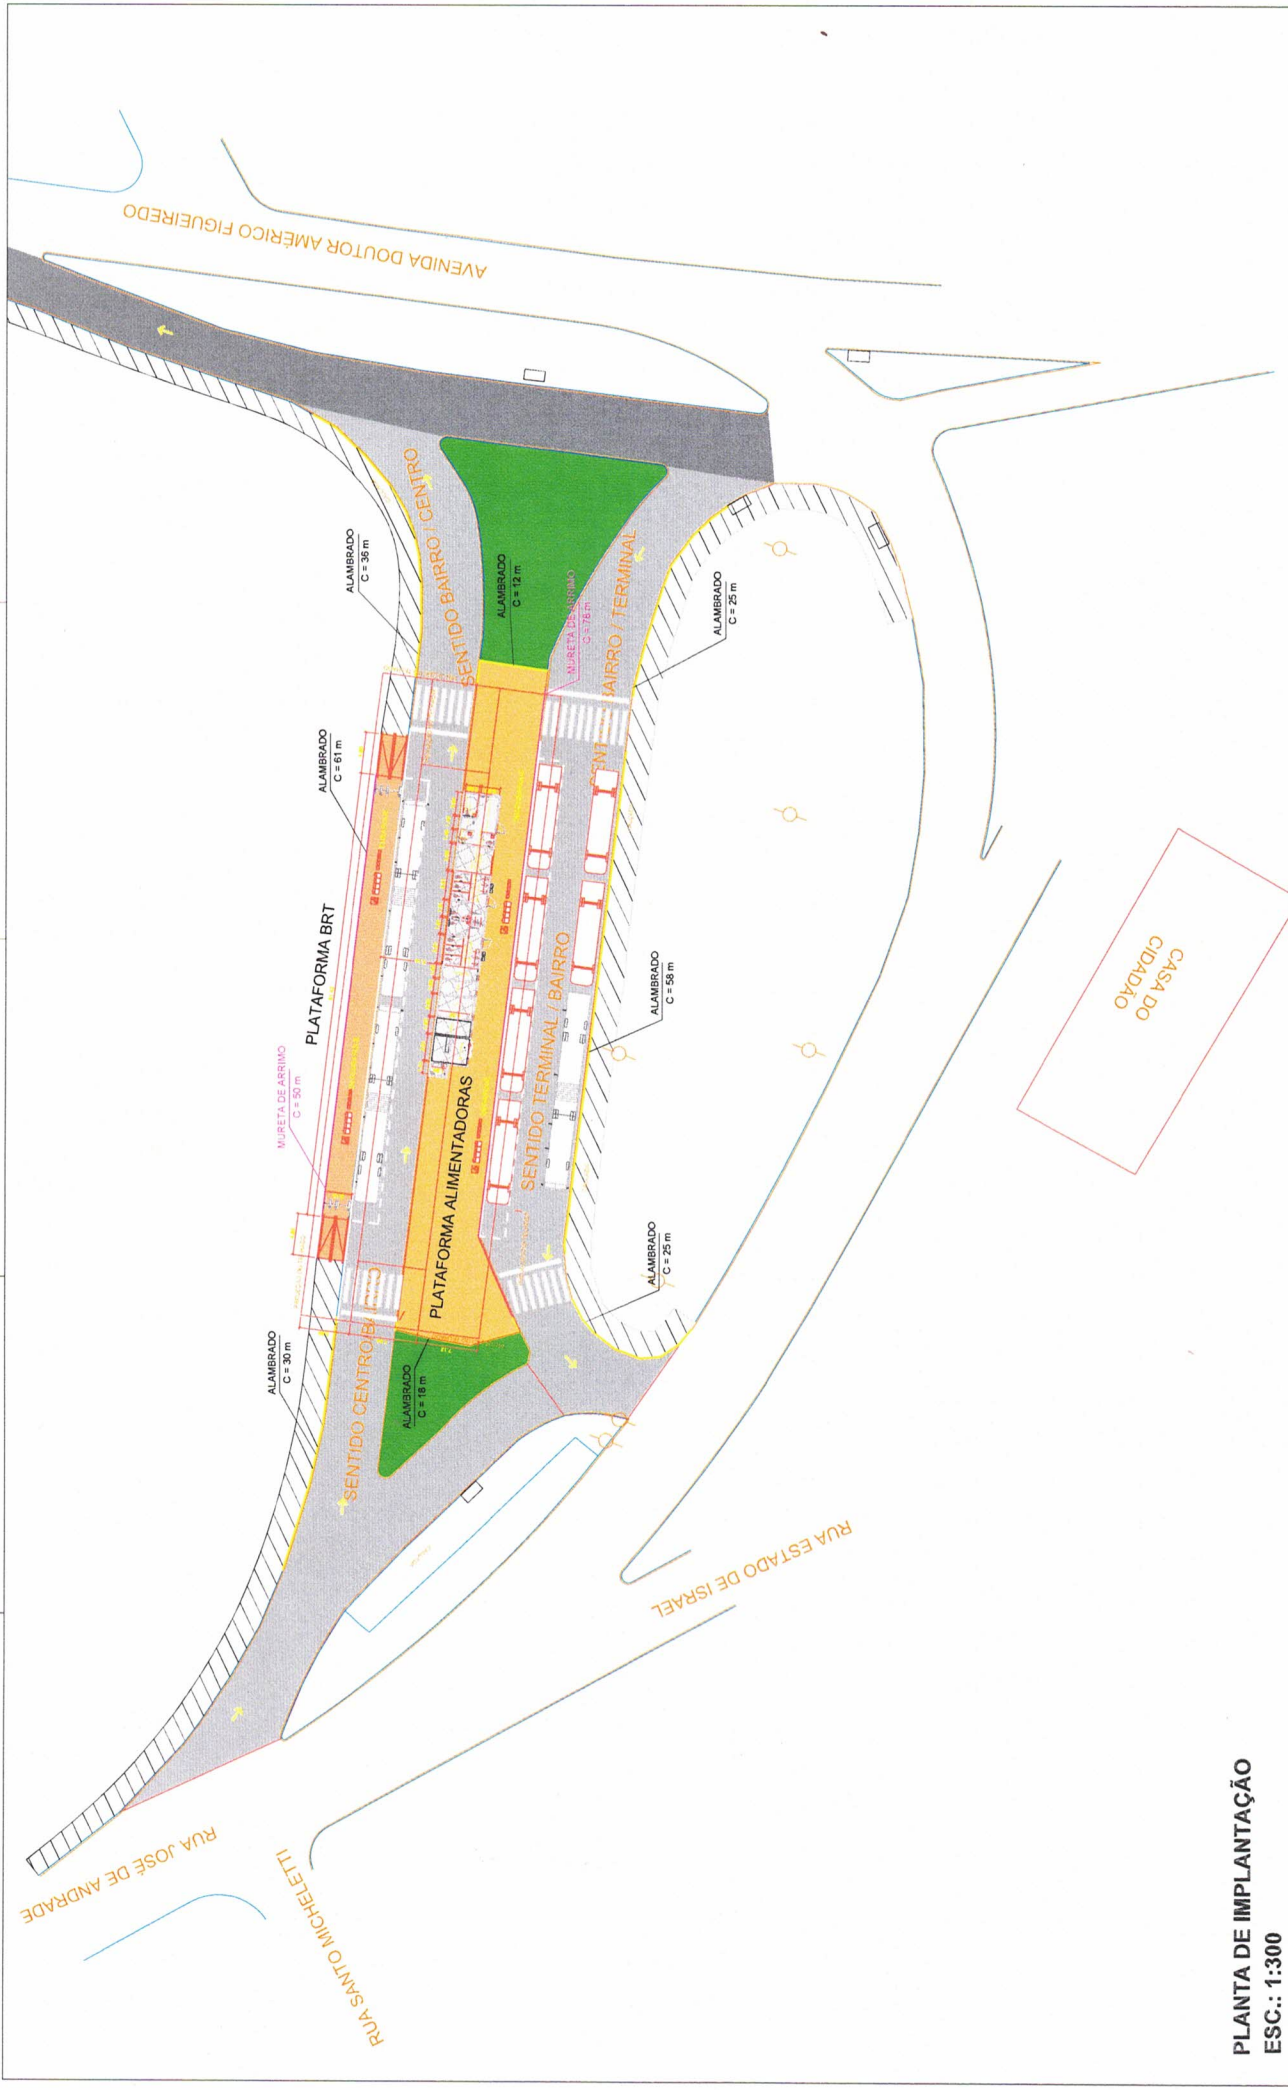 AVENIDA DOUTOR AMÉRICO FIGUEIREDO
ALAMBRADO
C = 36 m
SENTIDO BAIRRO / CENTRO
ALAMBRADO
C = 12 m
MURETA DE ARRIMO
C = 76 m
ALAMBRADO
C = 25 m
ALAMBRADO
C = 61 m
PLATAFORMA BRT
MURETA DE ARRIMO
C = 50 m
PLATAFORMA ALIMENTADORAS
SENTIDO TERMINAL / BAIRRO
BAIRRO / TERMINAL
ALAMBRADO
C = 58 m
ALAMBRADO
C = 25 m
ALAMBRADO
C = 30 m
SENTIDO CENTRO
ALAMBRADO
C = 18 m
CASA DO
CIDADÃO
RUA ESTADO DE ISRAEL
RUA JOSÉ DE ANDRADE
RUA SANTO MICHELETTI
PLANTA DE IMPLANTAÇÃO
ESC.: 1:300